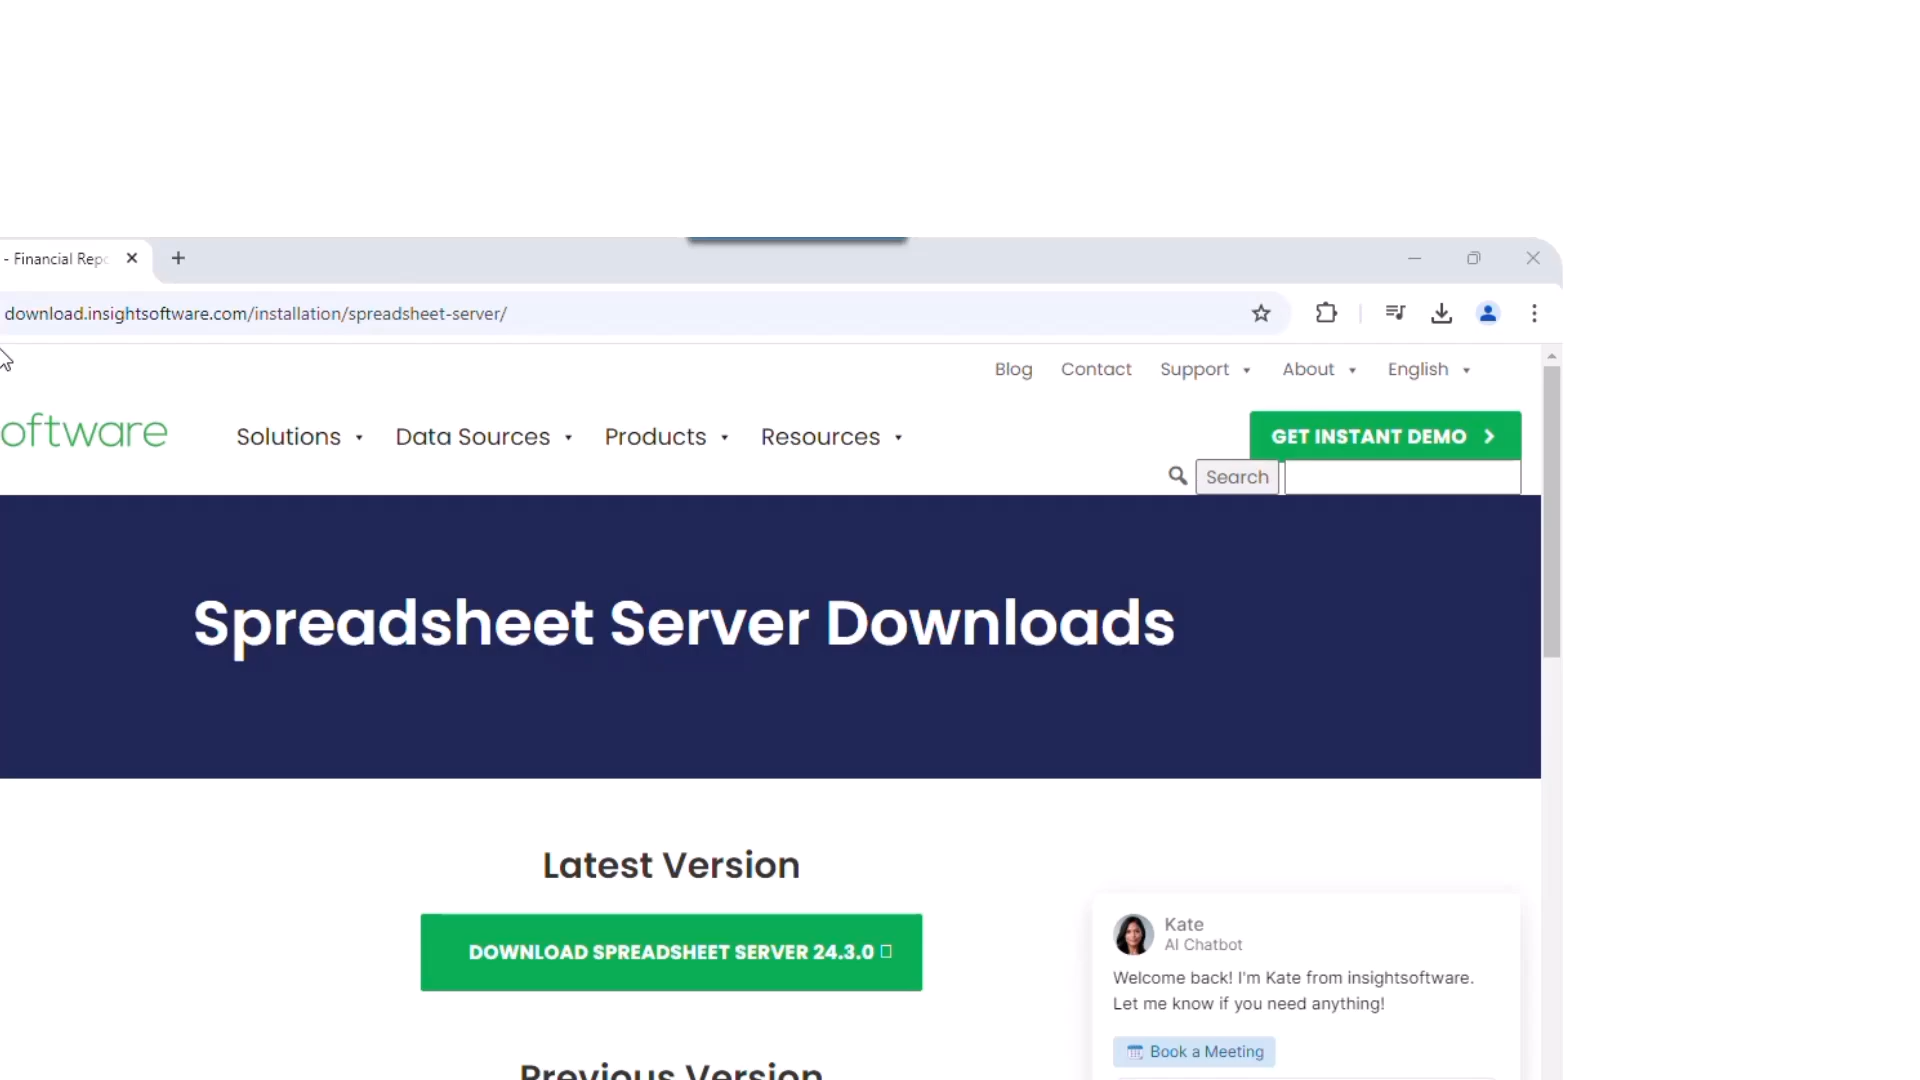 - Financial Repo
download.insightsoftware.com/installation/spreadsheet-server/
Blog Contact Support About English
oftware Solutions Data Sources Products Resources GET INSTANT DEMO
Search
Spreadsheet Server Downloads
Latest Version
DOWNLOAD SPREADSHEET SERVER 24.3.0
Kate
AI Chatbot
Welcome back! I'm Kate from insightsoftware.
Let me know if you need anything!
Book a Meeting
Previous Version